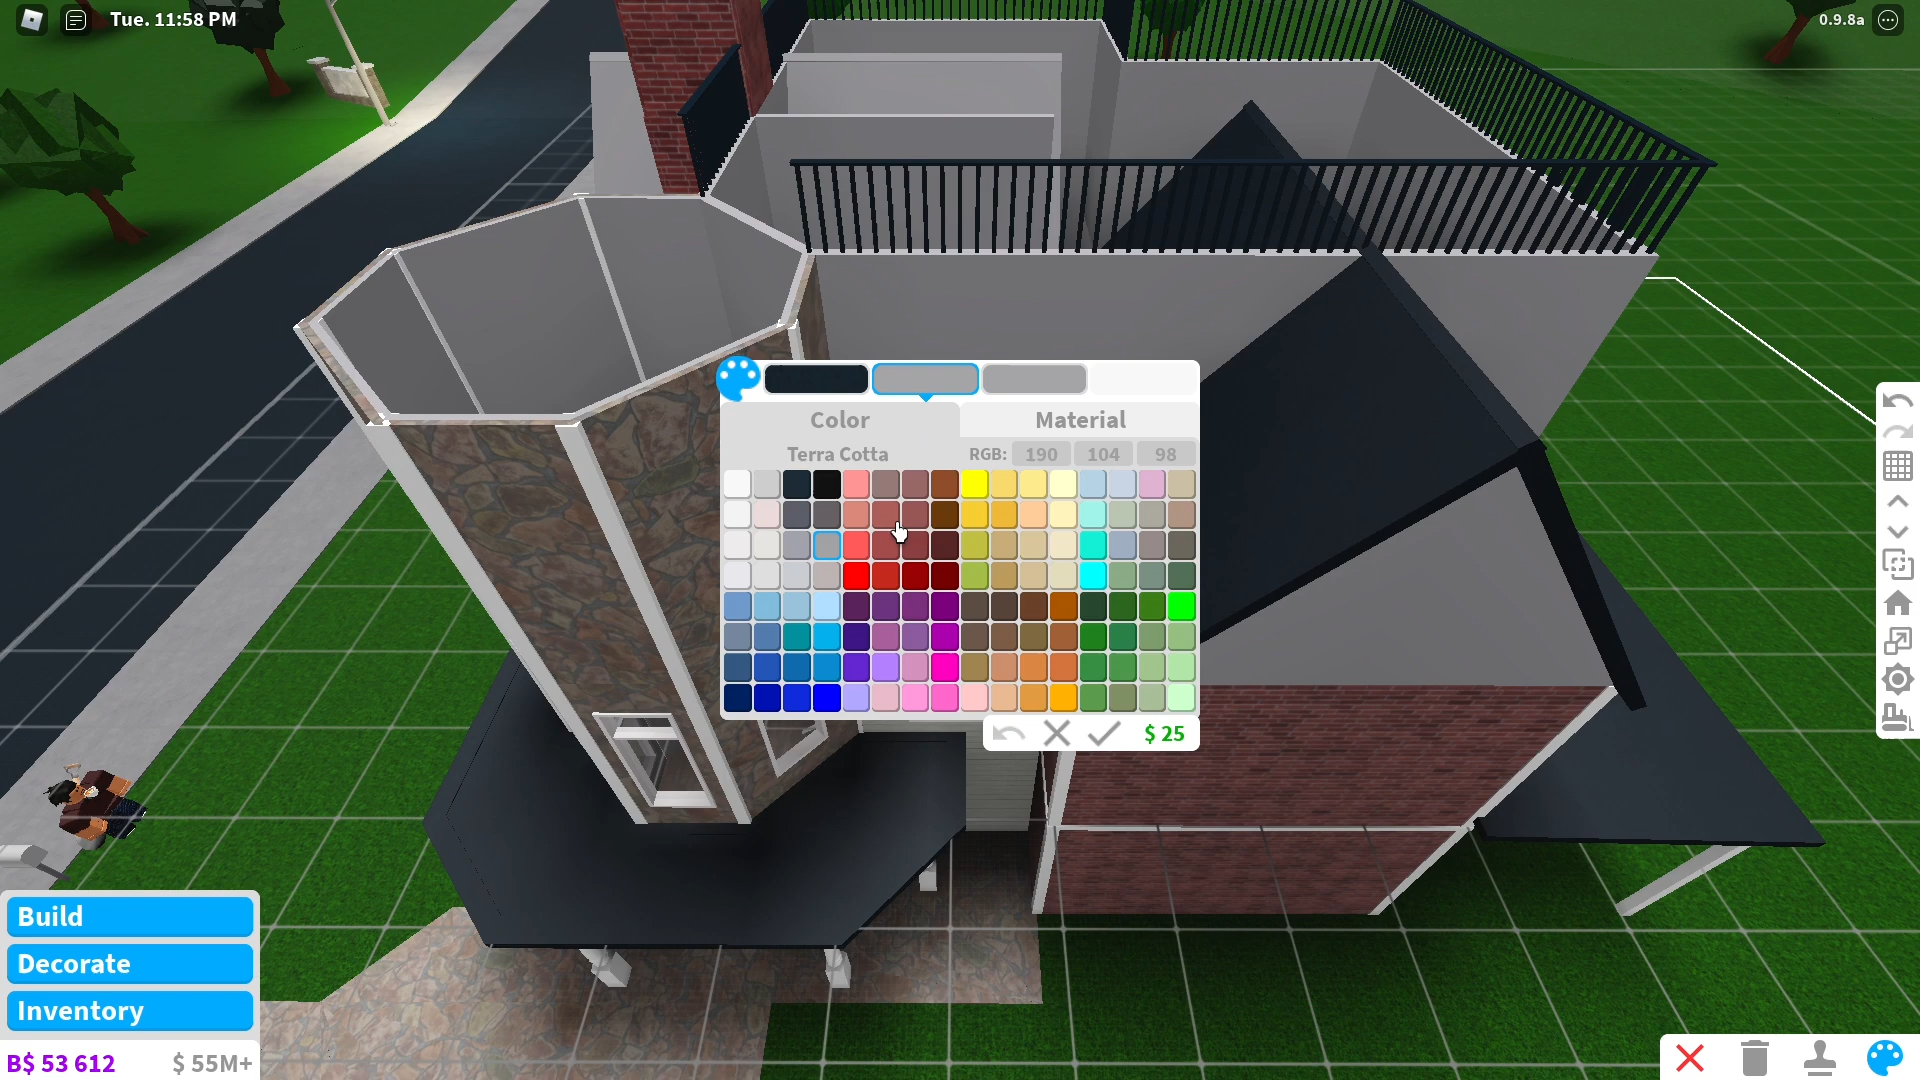 Tue. 11:58 PM
0.9.8a
Color
Material
Terra Cotta
RGB: 190 104 98
$ 25
Build
Decorate
Inventory
B$ 53 612
$ 55M+